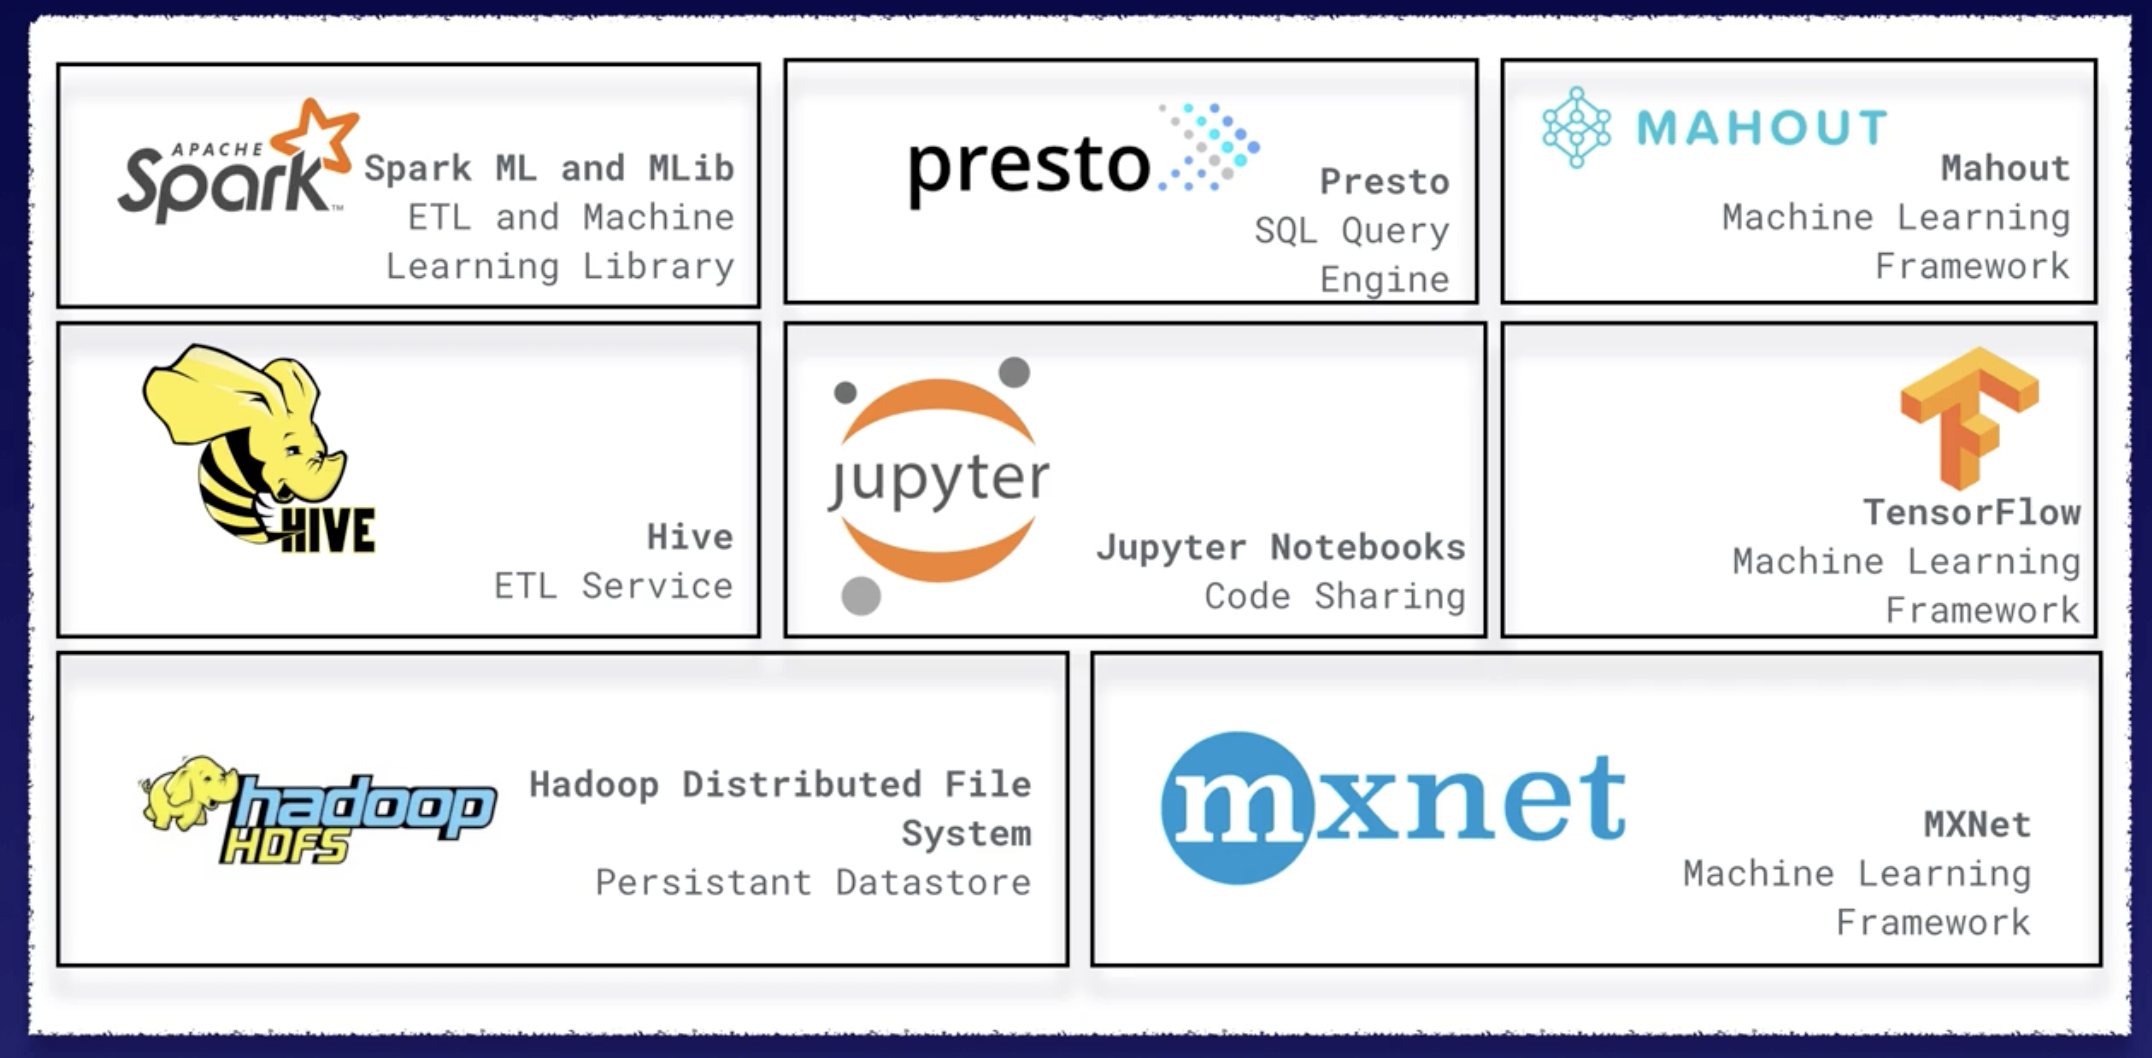 APACHE
Spark™
Spark ML and MLib
ETL and Machine
Learning Library
presto
Presto
SQL Query
Engine
MAHOUT
Mahout
Machine Learning
Framework
HIVE
Hive
ETL Service
jupyter
Jupyter Notebooks
Code Sharing
TensorFlow
Machine Learning
Framework
hadoop
HDFS
Hadoop Distributed File
System
Persistant Datastore
mxnet
MXNet
Machine Learning
Framework